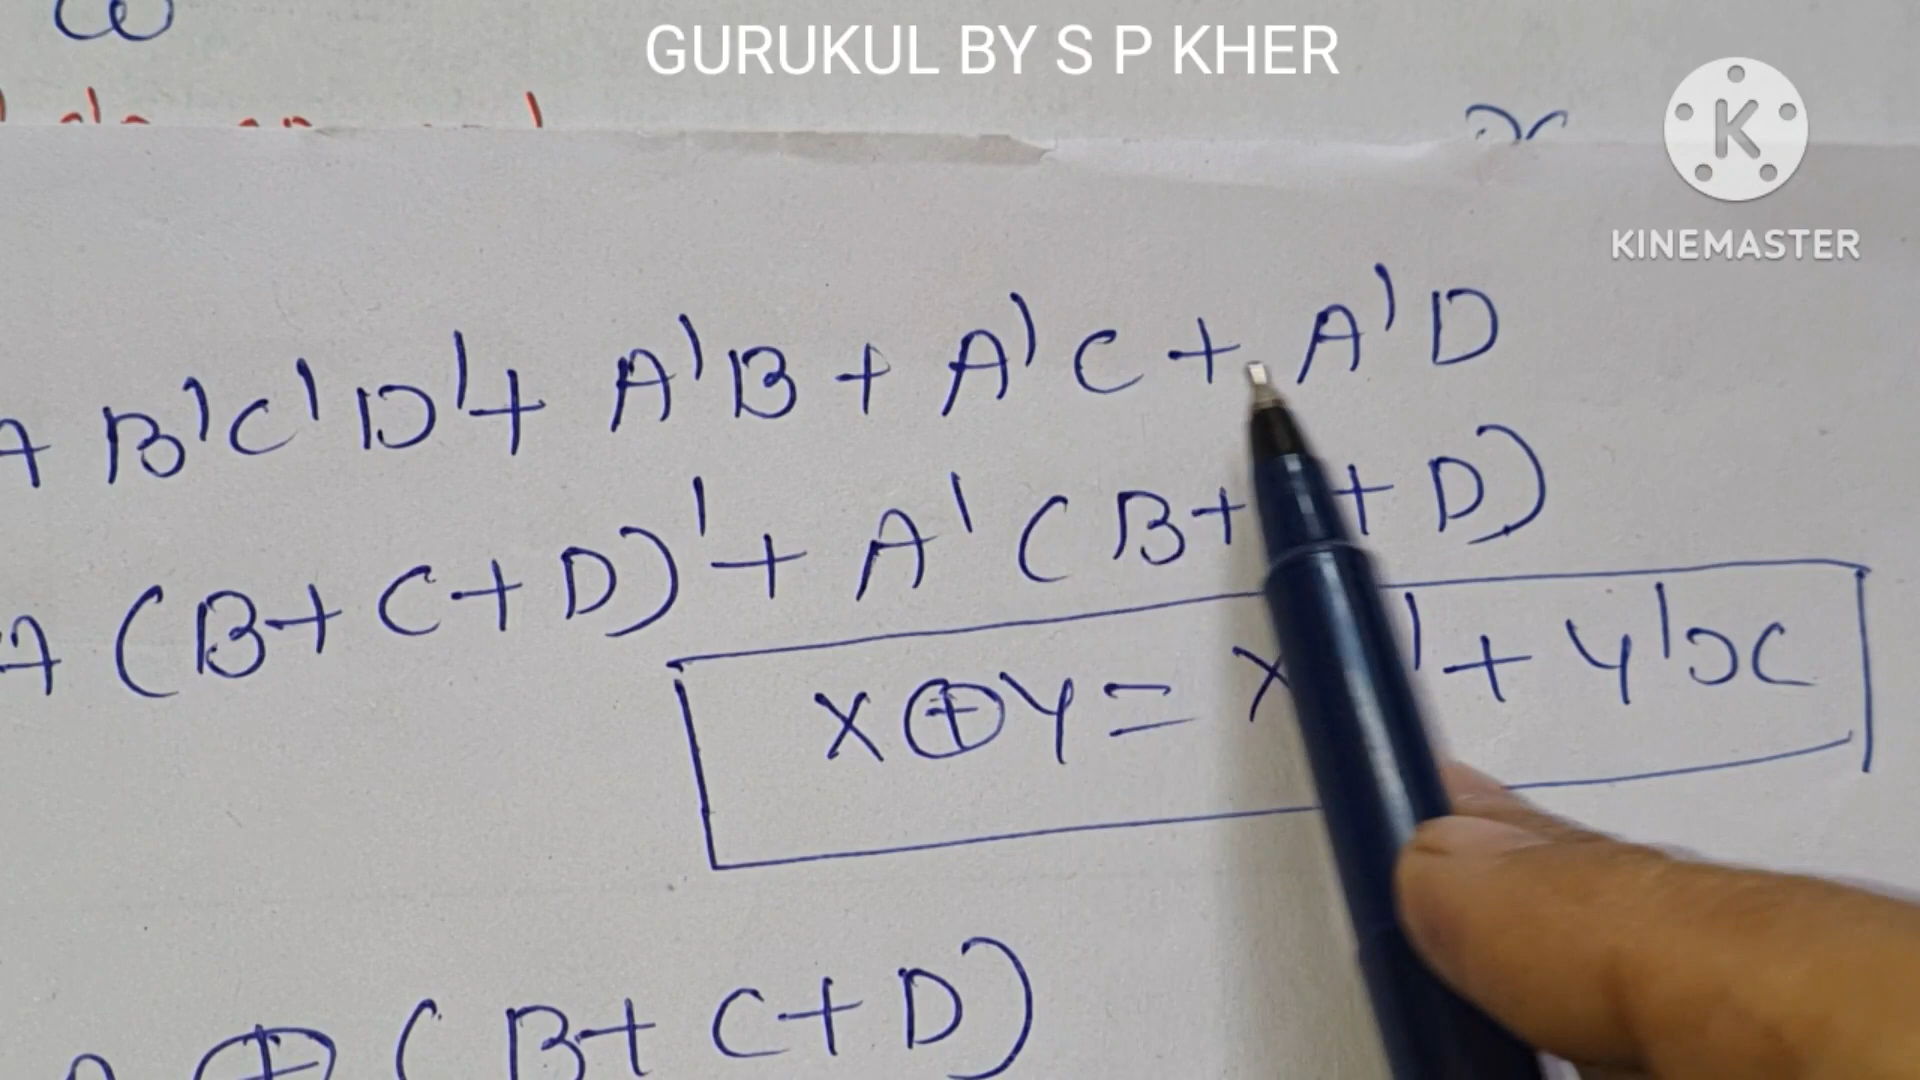 GURUKUL BY S P KHER
K
KINEMASTER
A B'C'D' + A'B + A'C + A'D
A (B+C+D)' + A' (B+ + D)
X ⊕ Y = X ' + Y'X
⊕ (B+C+D)